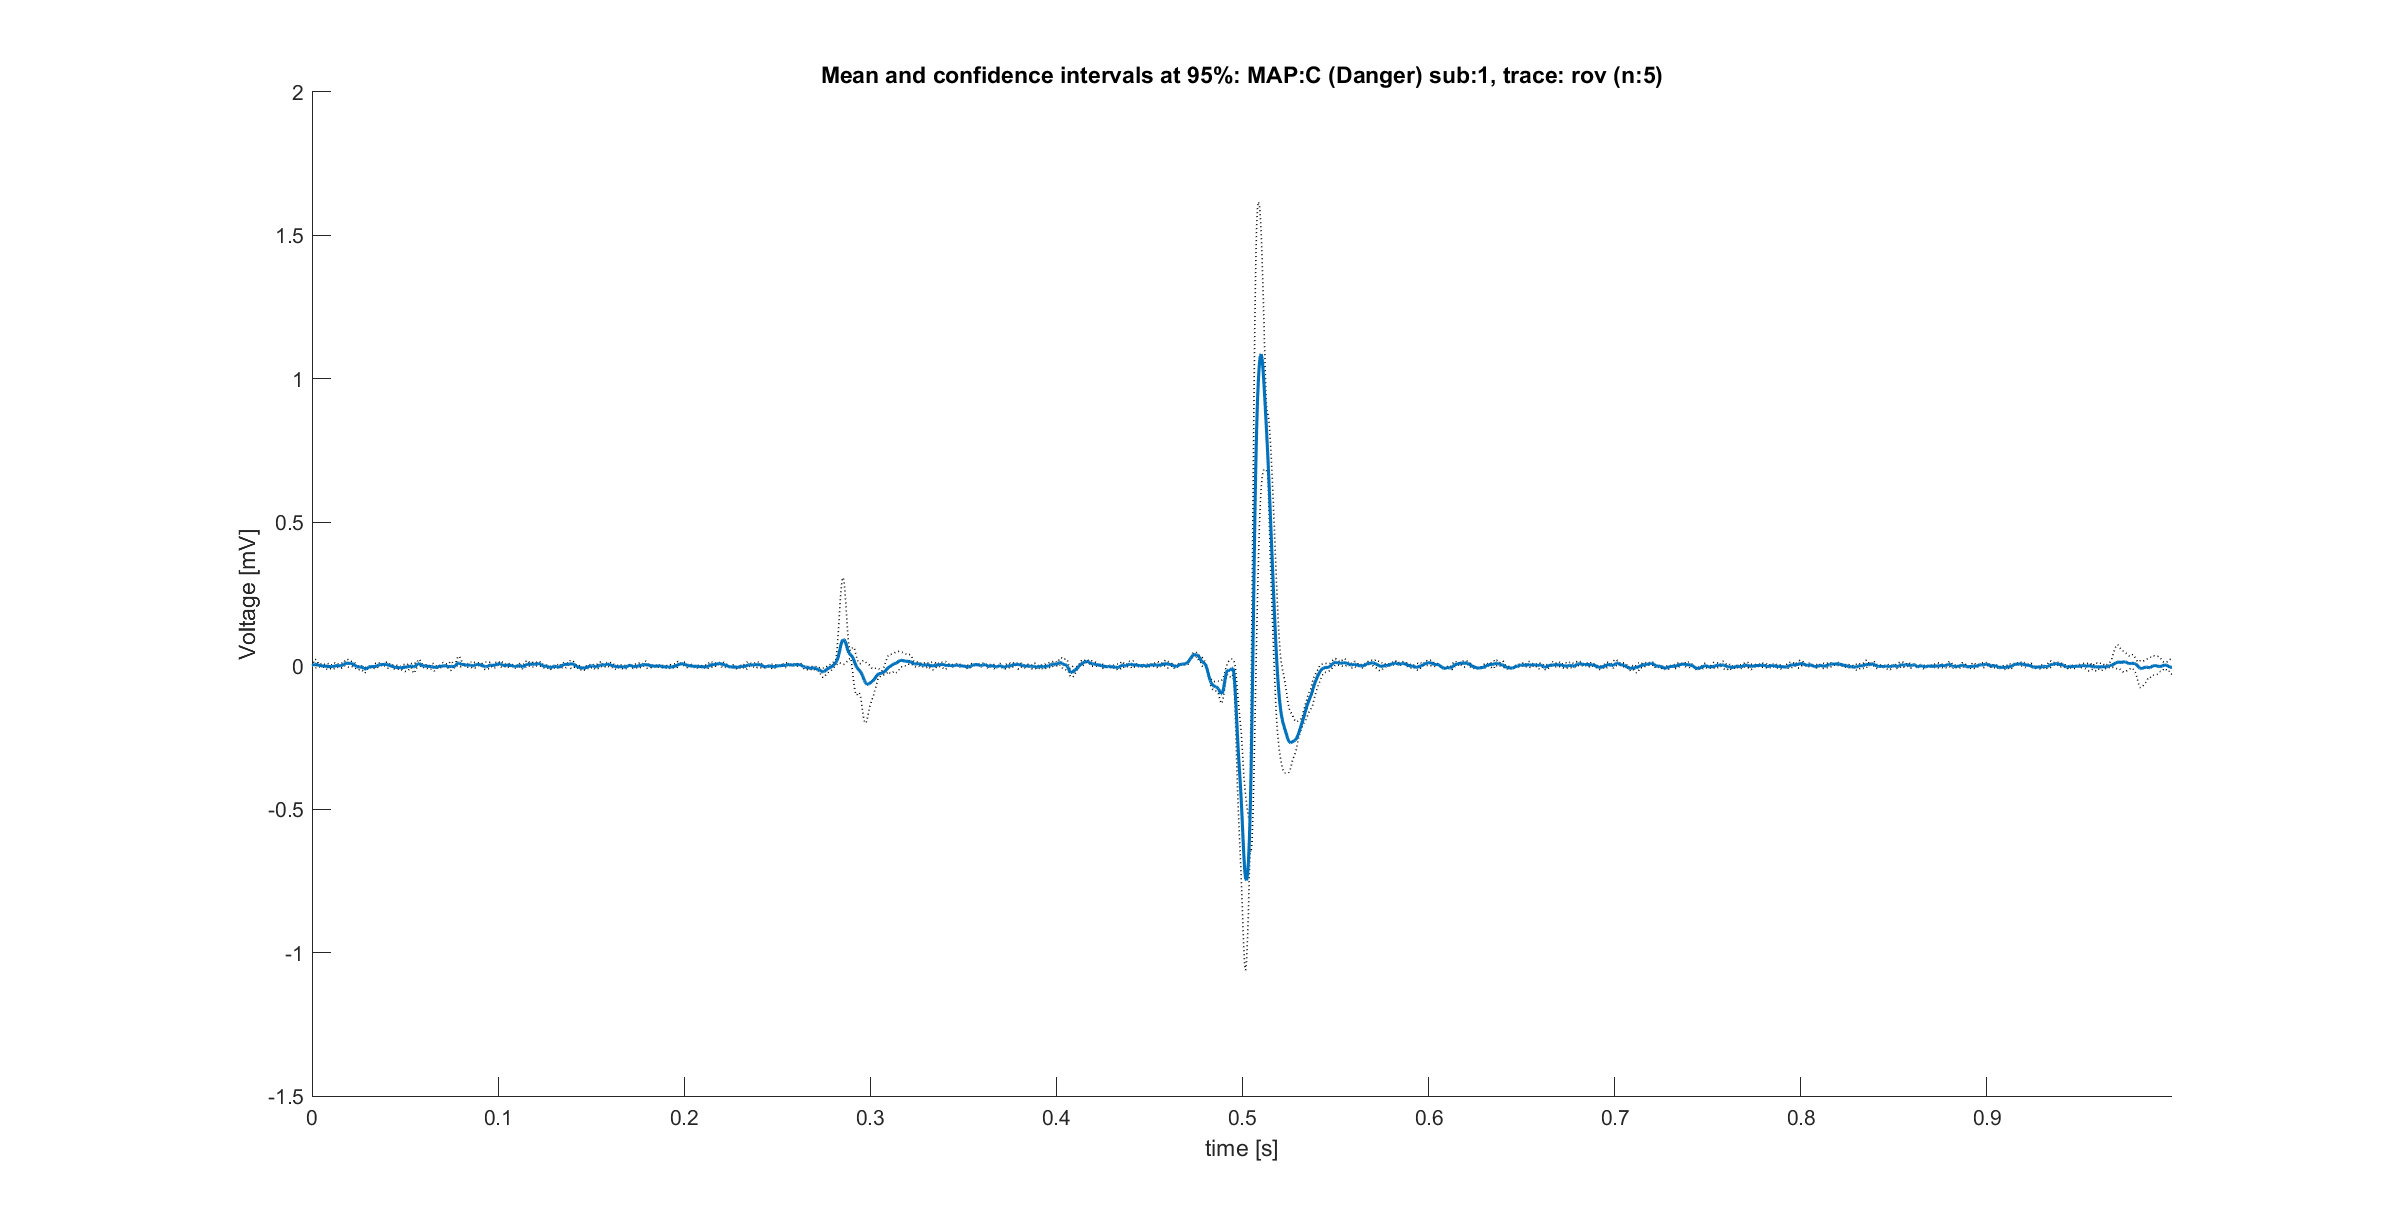 Mean and confidence intervals at 95%: MAP:C (Danger) sub:1, trace: rov (n:5)
2
1.5
1
0.5
0
-0.5
-1
-1.5
Voltage [mV]
0 0.1 0.2 0.3 0.4 0.5 0.6 0.7 0.8 0.9
time [s]